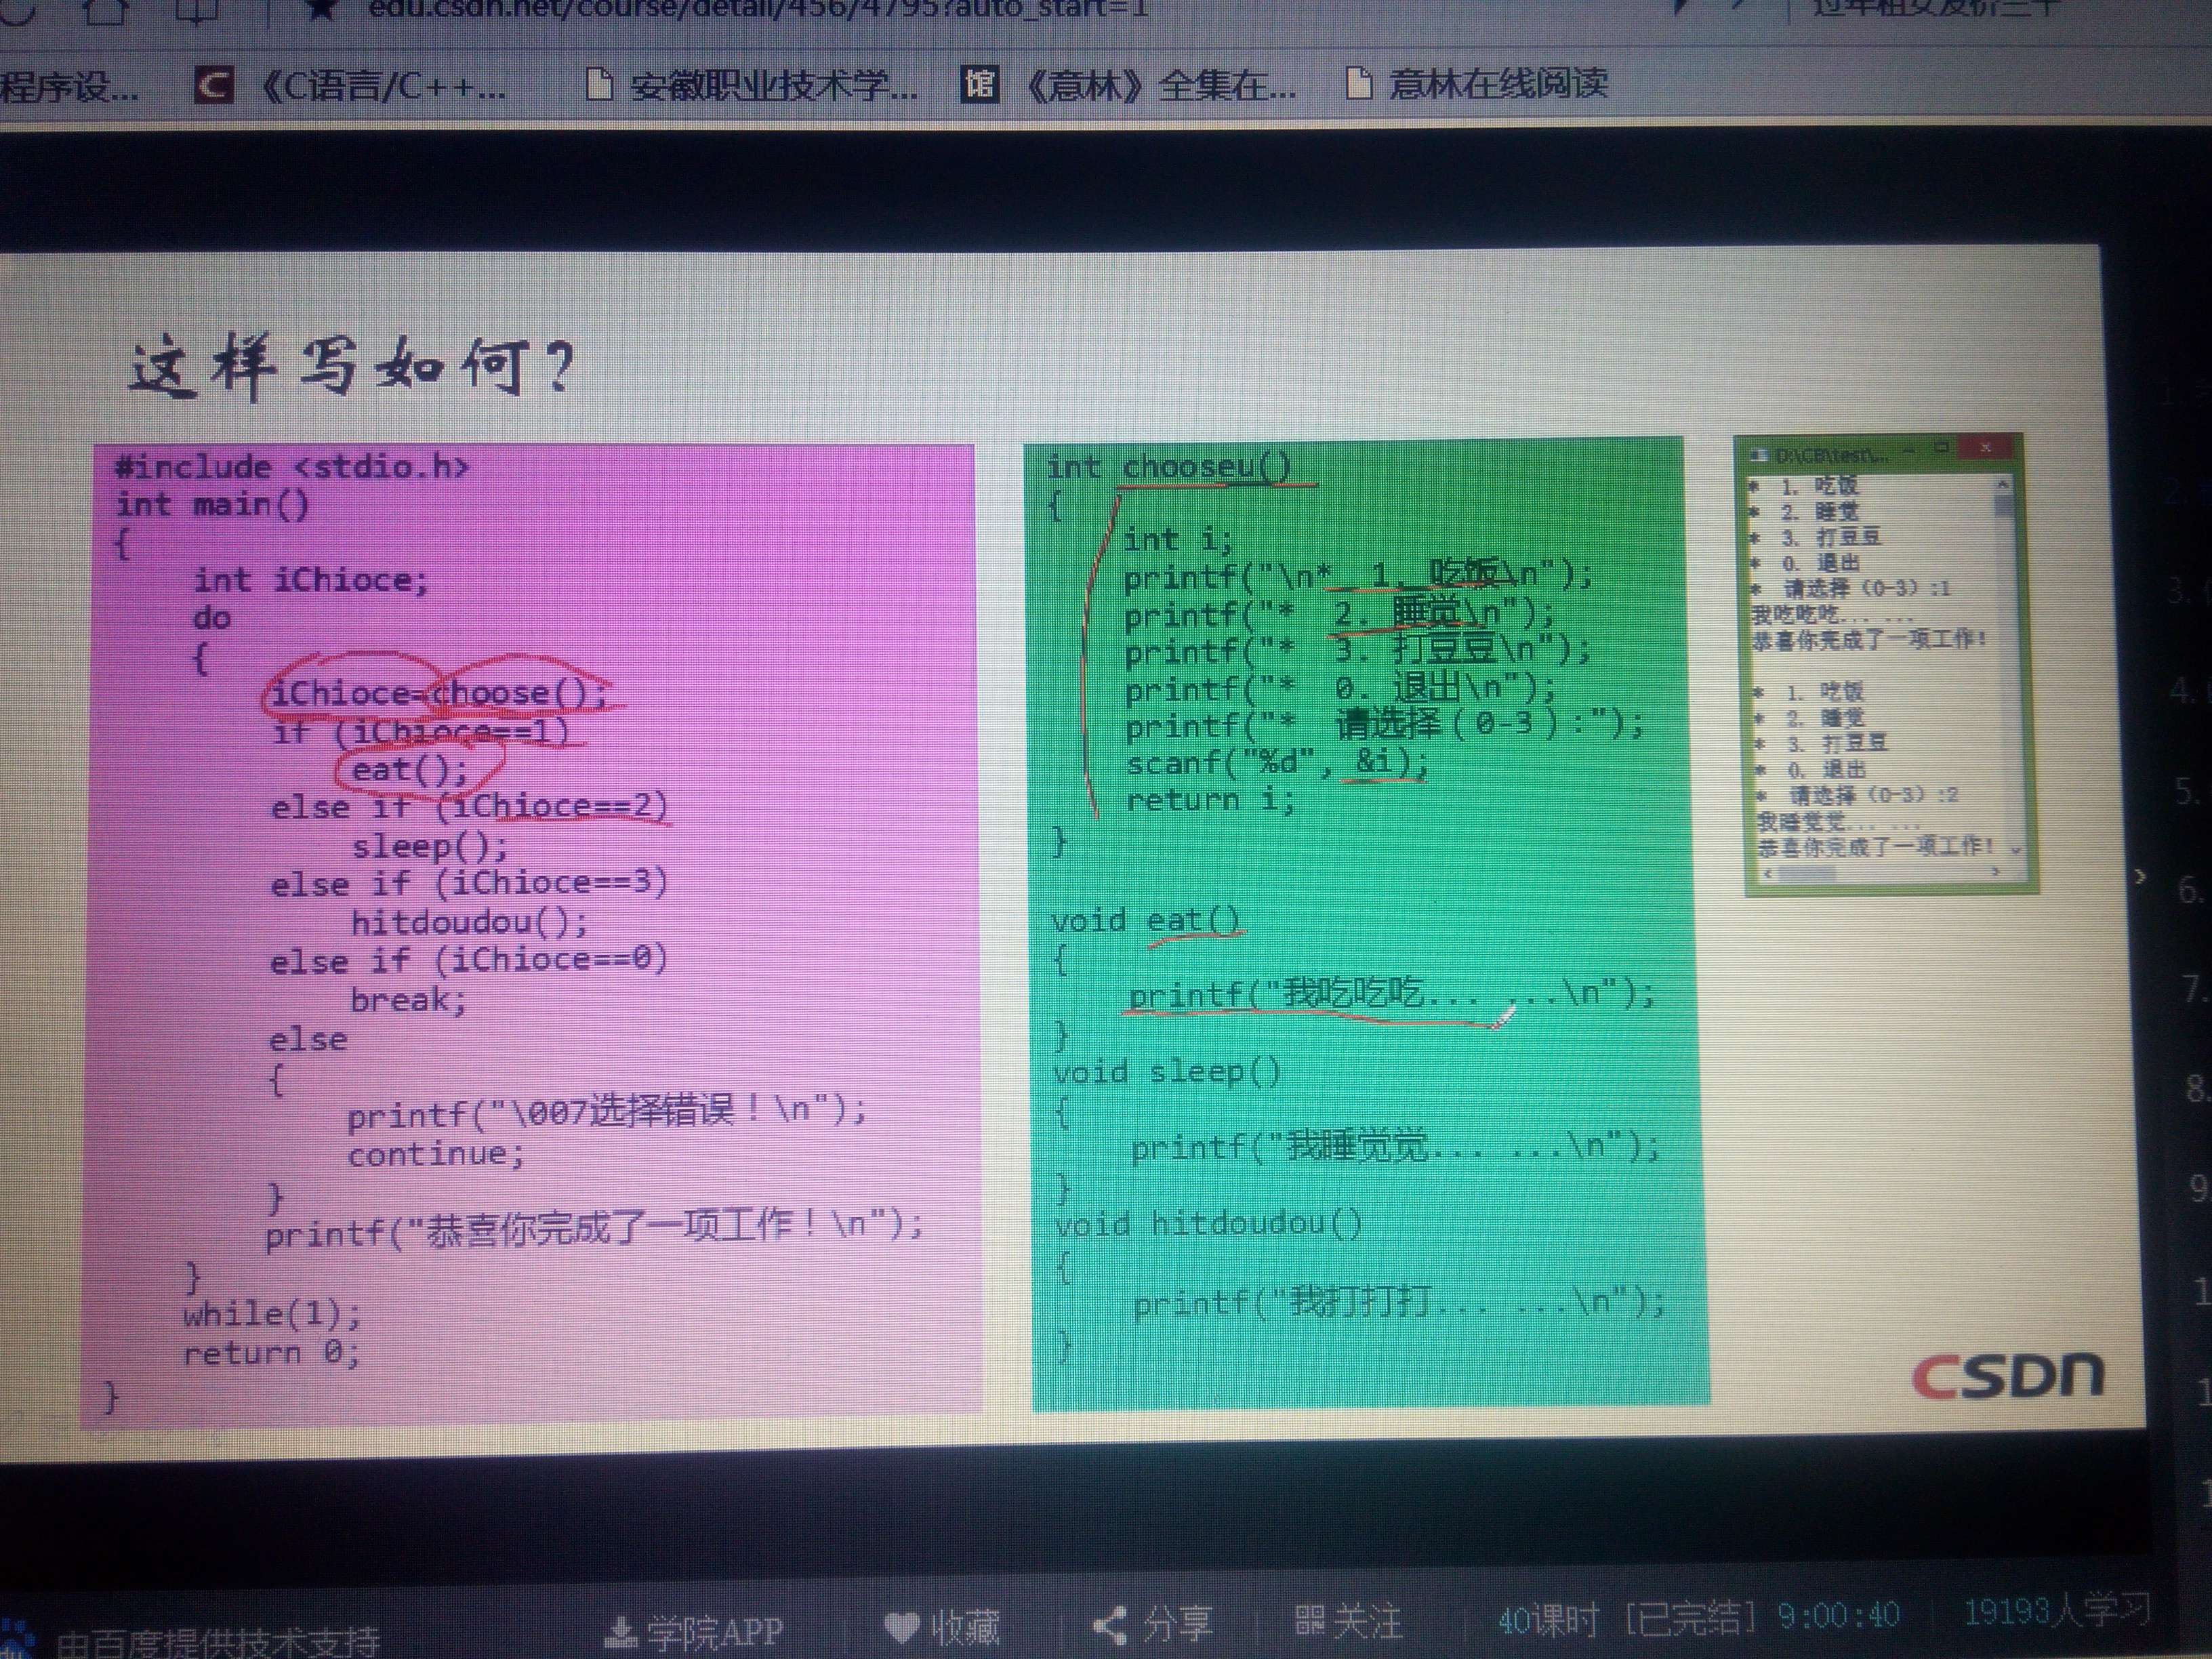 edu.csdn.net/course/detail/456/4795?auto_start=1
程序设...
《C语言/C++...
安徽职业技术学...
馆
《意林》全集在...
意林在线阅读
这样写如何?
#include <stdio.h>
int main()
{
int iChioce;
do
{
iChioce=choose();
if (iChioce==1)
eat();
else if (iChioce==2)
sleep();
else if (iChioce==3)
hitdoudou();
else if (iChioce==0)
break;
else
{
printf("\007选择错误！\n");
continue;
}
printf("恭喜你完成了一项工作！\n");
}
while(1);
return 0;
}
int chooseu()
{
int i;
printf("\n*  1. 吃饭\n");
printf("*  2. 睡觉\n");
printf("*  3. 打豆豆\n");
printf("*  0. 退出\n");
printf("*  请选择(0-3):");
scanf("%d", &i);
return i;
}
void eat()
{
printf("我吃吃吃... ...\n");
}
void sleep()
{
printf("我睡觉觉... ...\n");
}
void hitdoudou()
{
printf("我打打打... ...\n");
}
D:\CB\test\...
* 1. 吃饭
* 2. 睡觉
* 3. 打豆豆
* 0. 退出
* 请选择(0-3):1
我吃吃吃... ...
恭喜你完成了一项工作！
* 1. 吃饭
* 2. 睡觉
* 3. 打豆豆
* 0. 退出
* 请选择(0-3):2
我睡觉觉... ...
恭喜你完成了一项工作！
CSDN
2.
3.
4.
5.
6.
7.
8.
9
由百度提供技术支持
学院APP
收藏
分享
关注
40课时
[已完结]
9:00:40
19193人学习